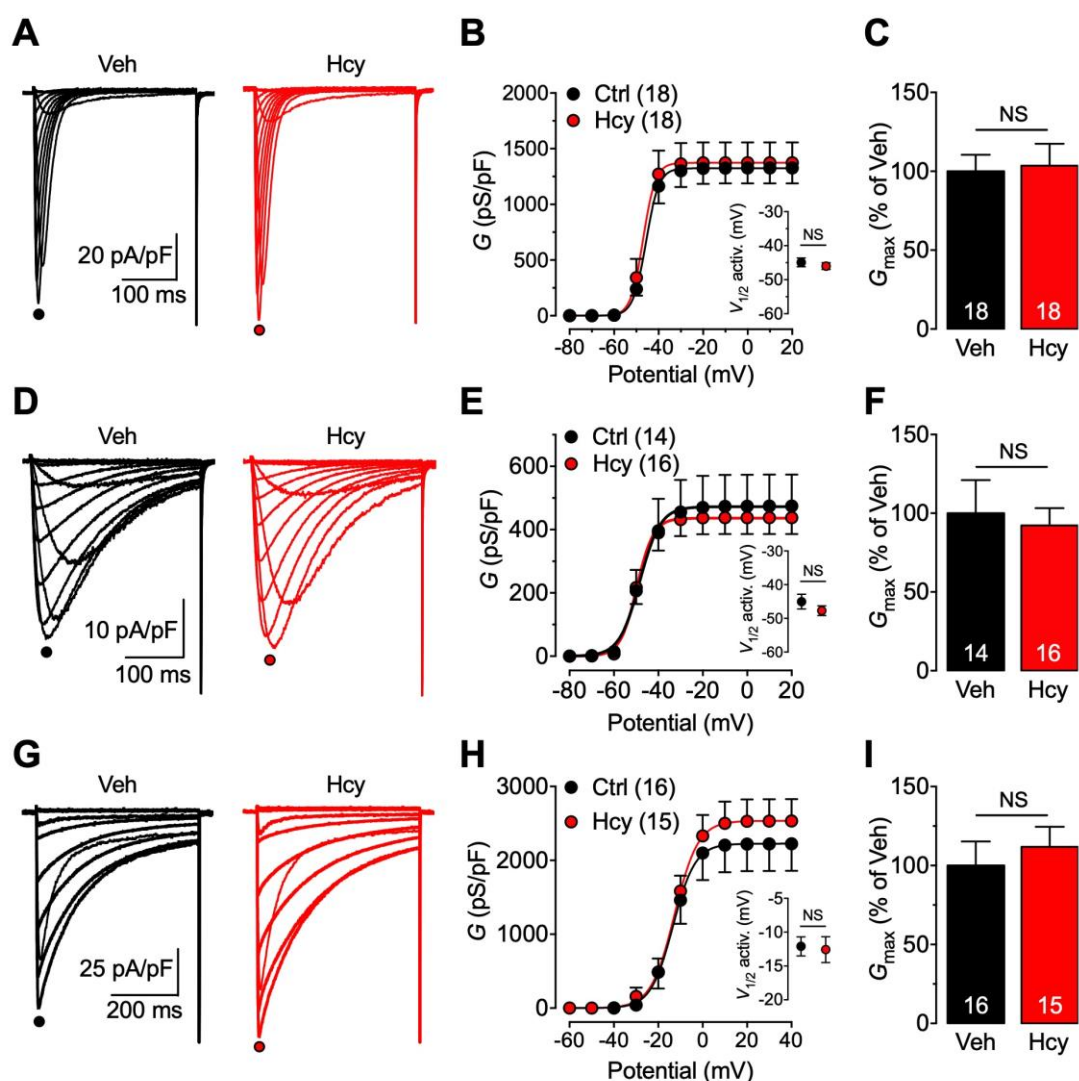 A
Veh
Hcy
20 pA/pF
100 ms
B
Ctrl (18)
Hcy (18)
2000
1500
1000
500
0
G (pS/pF)
-80 -60 -40 -20 0 20
Potential (mV)
V1/2 activ. (mV)
-30
-40
-50
-60
NS
C
150
100
50
0
Gmax (% of Veh)
NS
18 18
Veh Hcy
D
Veh
Hcy
10 pA/pF
100 ms
E
Ctrl (14)
Hcy (16)
600
400
200
0
G (pS/pF)
-80 -60 -40 -20 0 20
Potential (mV)
V1/2 activ. (mV)
-30
-40
-50
-60
NS
F
150
100
50
0
Gmax (% of Veh)
NS
14 16
Veh Hcy
G
Veh
Hcy
25 pA/pF
200 ms
H
Ctrl (16)
Hcy (15)
3000
2000
1000
0
G (pS/pF)
-60 -40 -20 0 20 40
Potential (mV)
V1/2 activ. (mV)
-5
-10
-15
-20
NS
I
150
100
50
0
Gmax (% of Veh)
NS
16 15
Veh Hcy